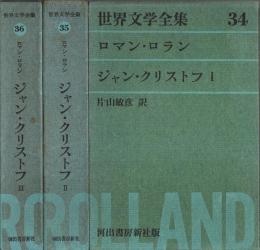 世界文学全集
36
ロマン・ロラン
ジャン・クリストフ III
河出書房新社
世界文学全集
35
ロマン・ロラン
ジャン・クリストフ II
河出書房新社
世界文学全集 34
ロマン・ロラン
ジャン・クリストフ I
片山敏彦 訳
ROLLAND
河出書房新社版